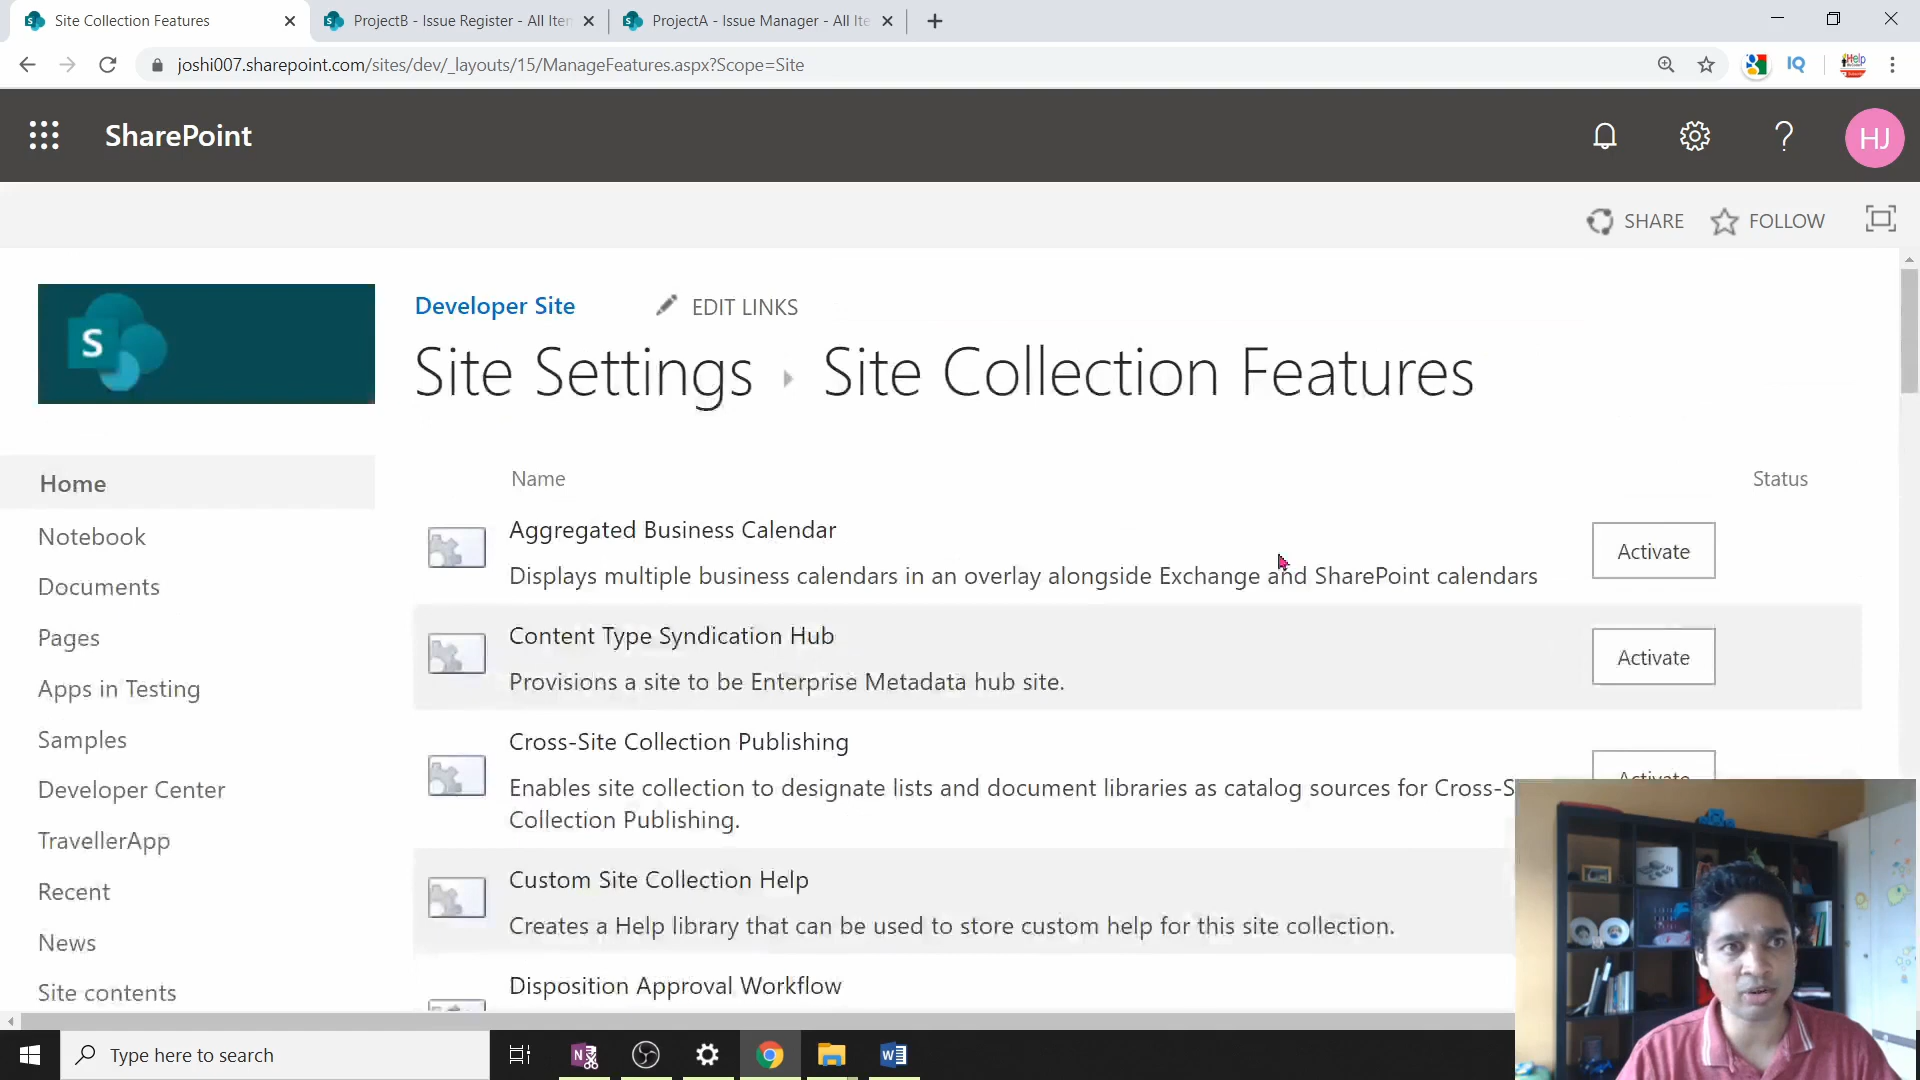 Site Collection Features
ProjectB - Issue Register - All Iten
ProjectA - Issue Manager - All Ite
joshi007.sharepoint.com/sites/dev/_layouts/15/ManageFeatures.aspx?Scope=Site
IQ
SharePoint
HJ
SHARE
FOLLOW
S
Developer Site
EDIT LINKS
Site Settings
Site Collection Features
Home
Notebook
Documents
Pages
Apps in Testing
Samples
Developer Center
TravellerApp
Recent
News
Site contents
Name
Status
Aggregated Business Calendar
Displays multiple business calendars in an overlay alongside Exchange and SharePoint calendars
Activate
Content Type Syndication Hub
Provisions a site to be Enterprise Metadata hub site.
Activate
Cross-Site Collection Publishing
Enables site collection to designate lists and document libraries as catalog sources for Cross-S
Collection Publishing.
Activate
Custom Site Collection Help
Creates a Help library that can be used to store custom help for this site collection.
Disposition Approval Workflow
Type here to search